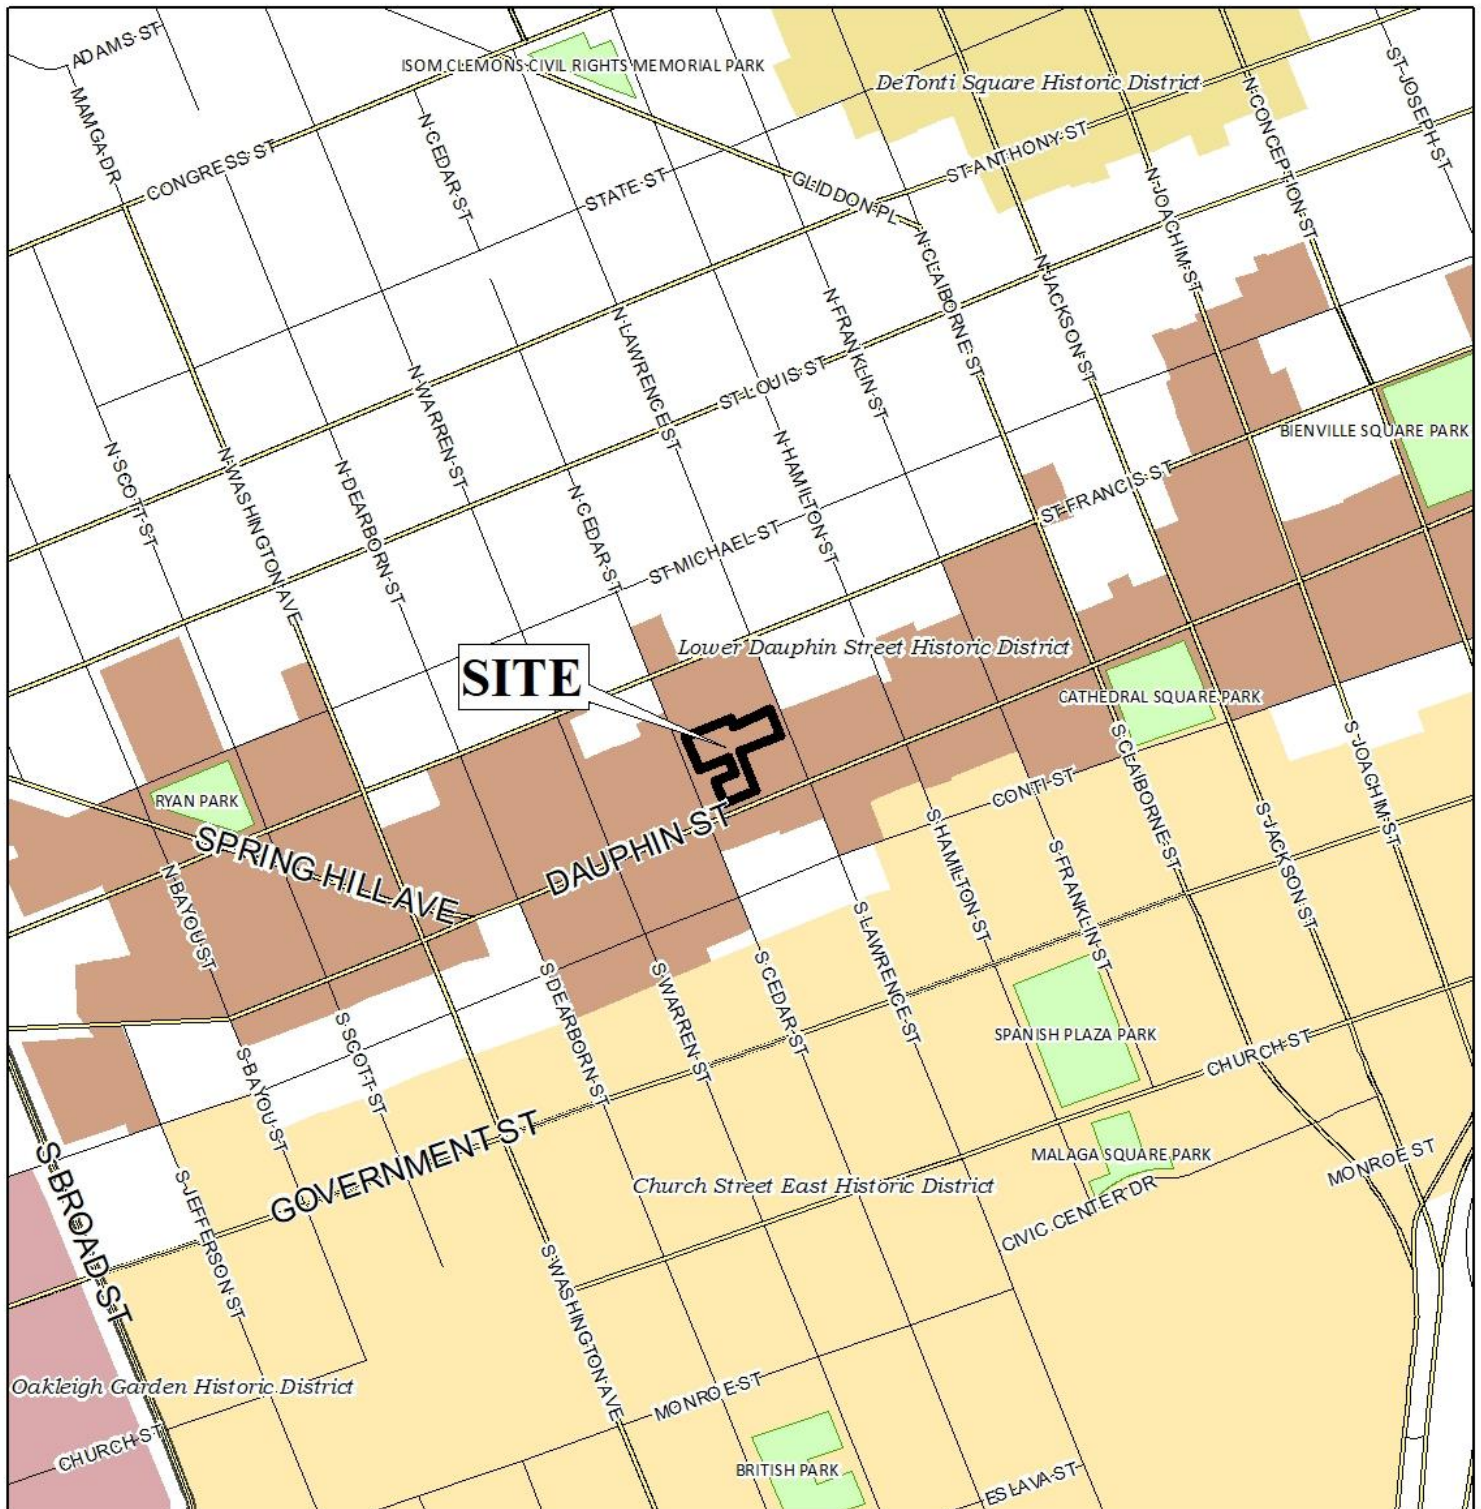 ADAMS ST
MAMGA DR
ISOM CLEMONS CIVIL RIGHTS MEMORIAL PARK
DeTonti Square Historic District
ST JOSEPH ST
N CONCEPTION ST
CONGRESS ST
N CEDAR ST
STATE ST
GLIDDON PL
ST ANTHONY ST
N JOACHIM ST
N CLAIBORNE ST
N JACKSON ST
N LAWRENCE ST
N FRANKLIN ST
N WARREN ST
ST LOUIS ST
BIENVILLE SQUARE PARK
N SCOTT ST
N WASHINGTON AVE
N DEARBORN ST
N CEDAR ST
N HAMILTON ST
ST FRANCIS ST
ST MICHAEL ST
SITE
Lower Dauphin Street Historic District
CATHEDRAL SQUARE PARK
RYAN PARK
SPRING HILL AVE
DAUPHIN ST
CONTI ST
S CLAIBORNE ST
S JOACHIM ST
S JACKSON ST
N BAYOU ST
S HAMILTON ST
S FRANKLIN ST
S LAWRENCE ST
S DEARBORN ST
S WARREN ST
S CEDAR ST
S SCOTT ST
S BAYOU ST
SPANISH PLAZA PARK
CHURCH ST
GOVERNMENT ST
MALAGA SQUARE PARK
MONROE ST
S BROAD ST
S JEFFERSON ST
Church Street East Historic District
CIVIC CENTER DR
S WASHINGTON AVE
Oakleigh Garden Historic District
MONROE ST
CHURCH ST
BRITISH PARK
ESLAVA ST